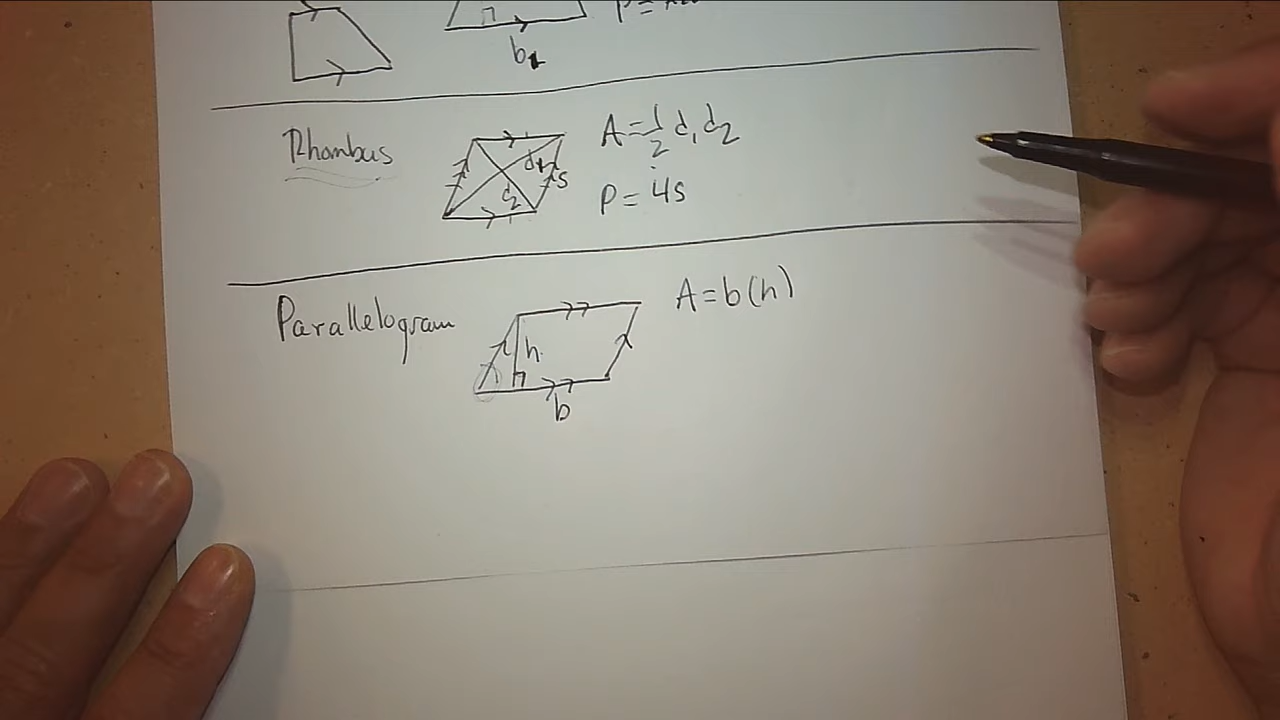 b₁
Rhombus
A = 1/2 d₁ d₂
d₁
s
d₂
P = 4s
Parallelogram
A = b(h)
h
b